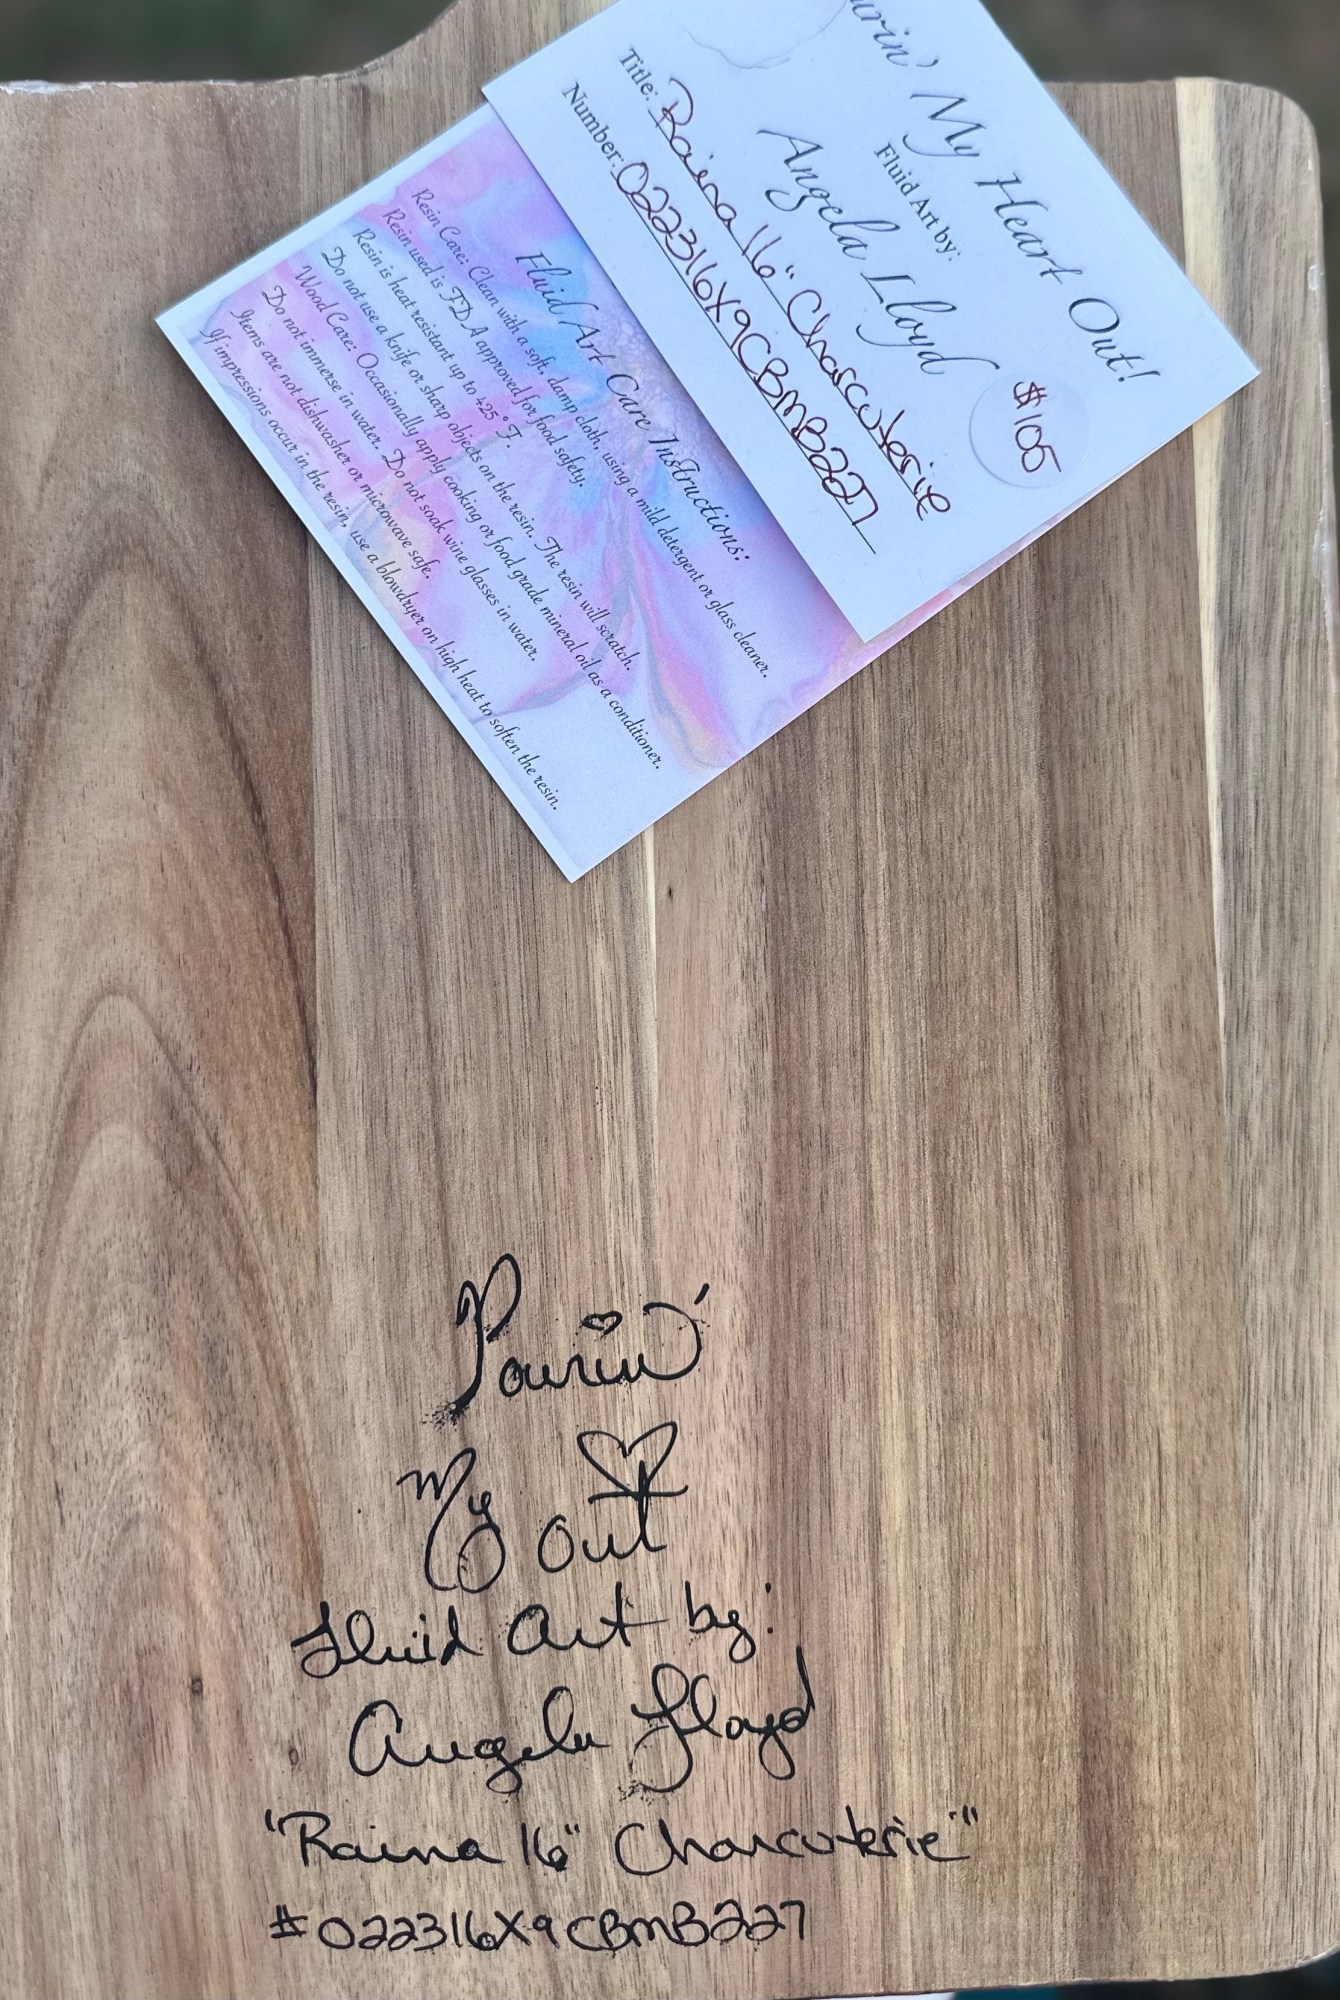 My Heart Out!
Fluid Art by:
Angela Lloyd
$105
Title: Raina 16" Charcuterie
Number: 022316X9CBMB227
Fluid Art Care Instructions:
Resin Care: Clean with a soft, damp cloth, using a mild detergent or glass cleaner.
Resin used is FDA approved for food safety.
Resin is heat resistant up to 425° F.
Do not use a knife or sharp objects on the resin. The resin will scratch.
Wood Care: Occasionally apply cooking or food grade mineral oil as a conditioner.
Do not immerse in water. Do not soak wine glasses in water.
Items are not dishwasher or microwave safe.
If impressions occur in the resin, use a blowdryer on high heat to soften the resin.
Pourin'
My
out
Fluid Art by:
Angela Lloyd
"Raina 16" Charcuterie"
#022316X9CBMB227